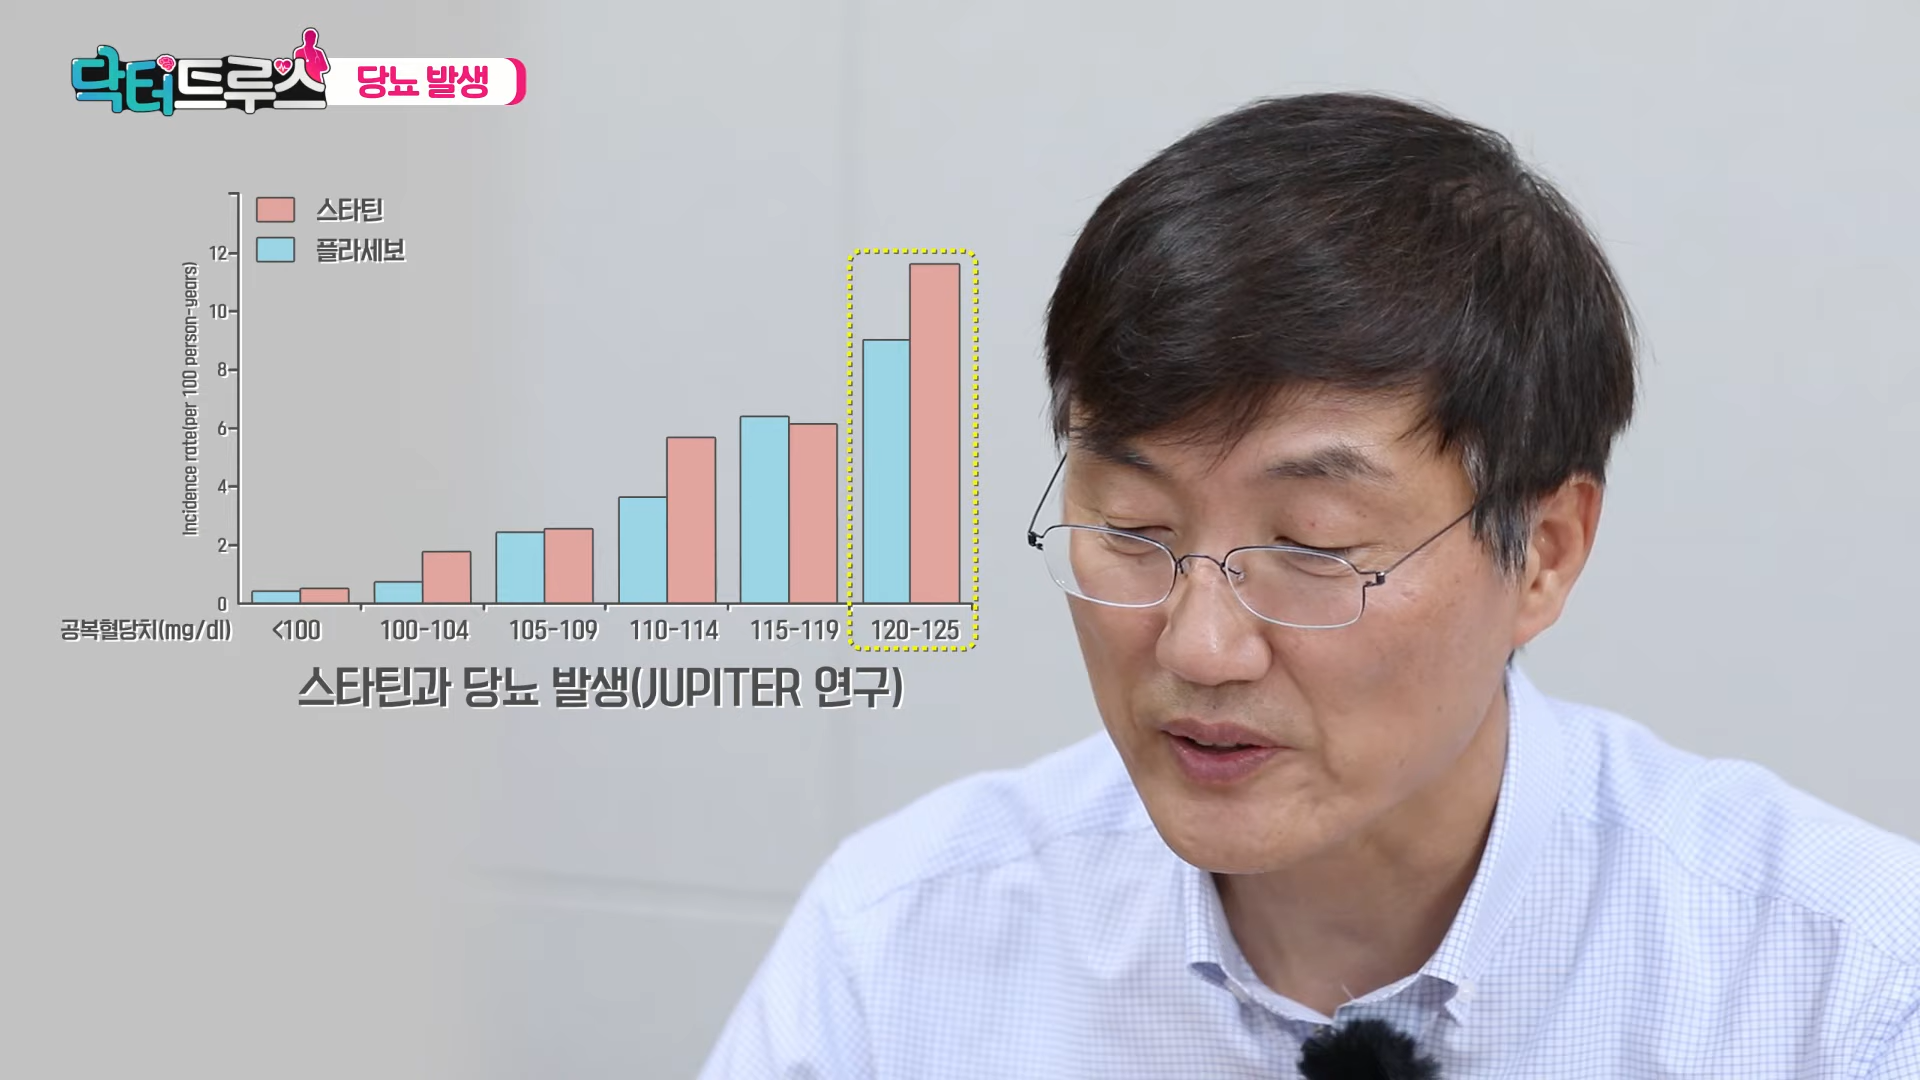 닥터트루스
당뇨 발생
스타틴
플라세보
Incidence rate(per 100 person-years)
12
10
8
6
4
2
0
공복혈당치(mg/dl) <100 100-104 105-109 110-114 115-119 120-125
스타틴과 당뇨 발생(JUPITER 연구)